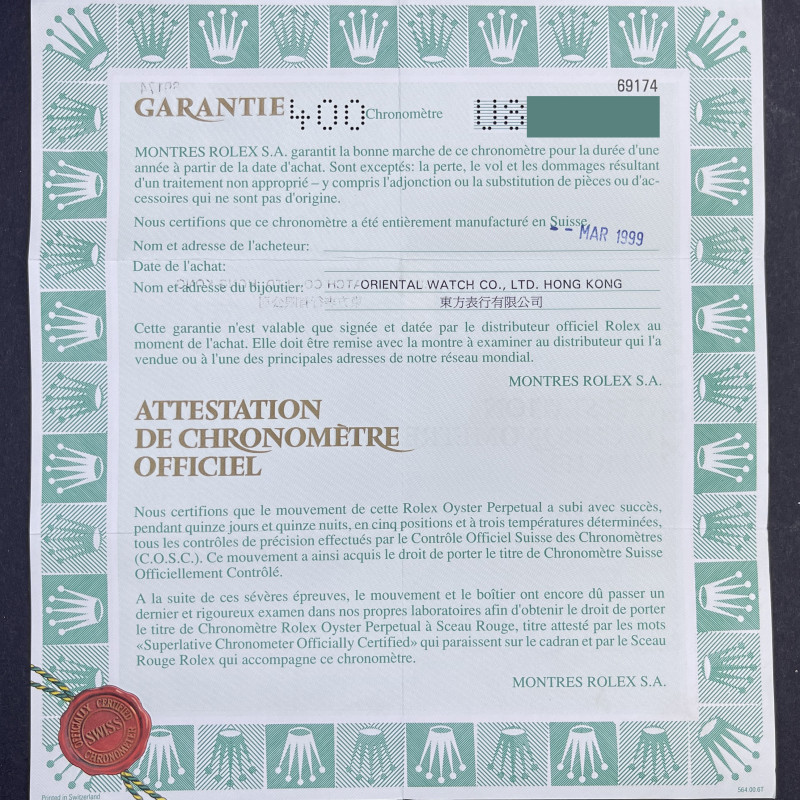 69174
GARANTIE 400 Chronomètre U8
MONTRES ROLEX S.A. garantit la bonne marche de ce chronomètre pour la durée d'une
année à partir de la date d'achat. Sont exceptés: la perte, le vol et les dommages résultant
d'un traitement non approprié – y compris l'adjonction ou la substitution de pièces ou d'ac-
cessoires qui ne sont pas d'origine.
Nous certifions que ce chronomètre a été entièrement manufacturé en Suisse.
-- MAR 1999
Nom et adresse de l'acheteur:
Date de l'achat:
Nom et adresse du bijoutier: ORIENTAL WATCH CO., LTD. HONG KONG
東方表行有限公司
Cette garantie n'est valable que signée et datée par le distributeur officiel Rolex au
moment de l'achat. Elle doit être remise avec la montre à examiner au distributeur qui l'a
vendue ou à l'une des principales adresses de notre réseau mondial.
MONTRES ROLEX S.A.
ATTESTATION
DE CHRONOMÈTRE
OFFICIEL
Nous certifions que le mouvement de cette Rolex Oyster Perpetual a subi avec succès,
pendant quinze jours et quinze nuits, en cinq positions et à trois températures déterminées,
tous les contrôles de précision effectués par le Contrôle Officiel Suisse des Chronomètres
(C.O.S.C.). Ce mouvement a ainsi acquis le droit de porter le titre de Chronomètre Suisse
Officiellement Contrôlé.
A la suite de ces sévères épreuves, le mouvement et le boîtier ont encore dû passer un
dernier et rigoureux examen dans nos propres laboratoires afin d'obtenir le droit de porter
le titre de Chronomètre Rolex Oyster Perpetual à Sceau Rouge, titre attesté par les mots
«Superlative Chronometer Officially Certified» qui paraissent sur le cadran et par le Sceau
Rouge Rolex qui accompagne ce chronomètre.
MONTRES ROLEX S.A.
OFFICIALLY CERTIFIED
SWISS
CHRONOMETER
Printed in Switzerland
564.00.67